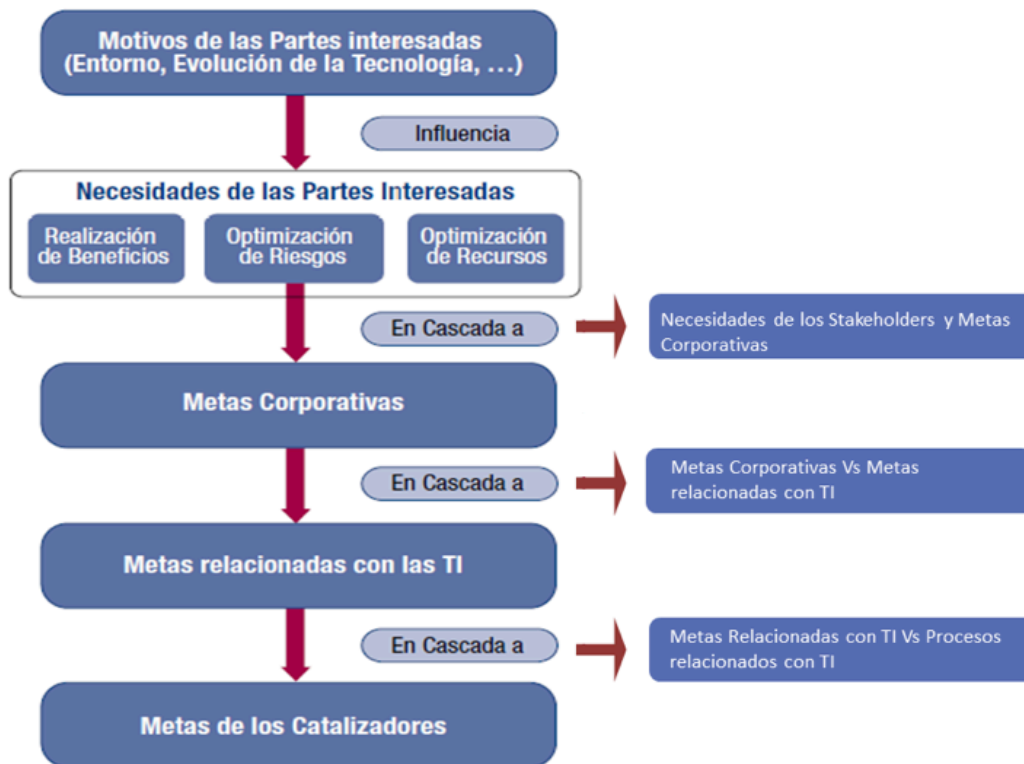 Motivos de las Partes interesadas
(Entorno, Evolución de la Tecnología, …)
Influencia
Necesidades de las Partes Interesadas
Realización
de Beneficios
Optimización
de Riesgos
Optimización
de Recursos
En Cascada a
Necesidades de los Stakeholders y Metas
Corporativas
Metas Corporativas
En Cascada a
Metas Corporativas Vs Metas
relacionadas con TI
Metas relacionadas con las TI
En Cascada a
Metas Relacionadas con TI Vs Procesos
relacionados con TI
Metas de los Catalizadores